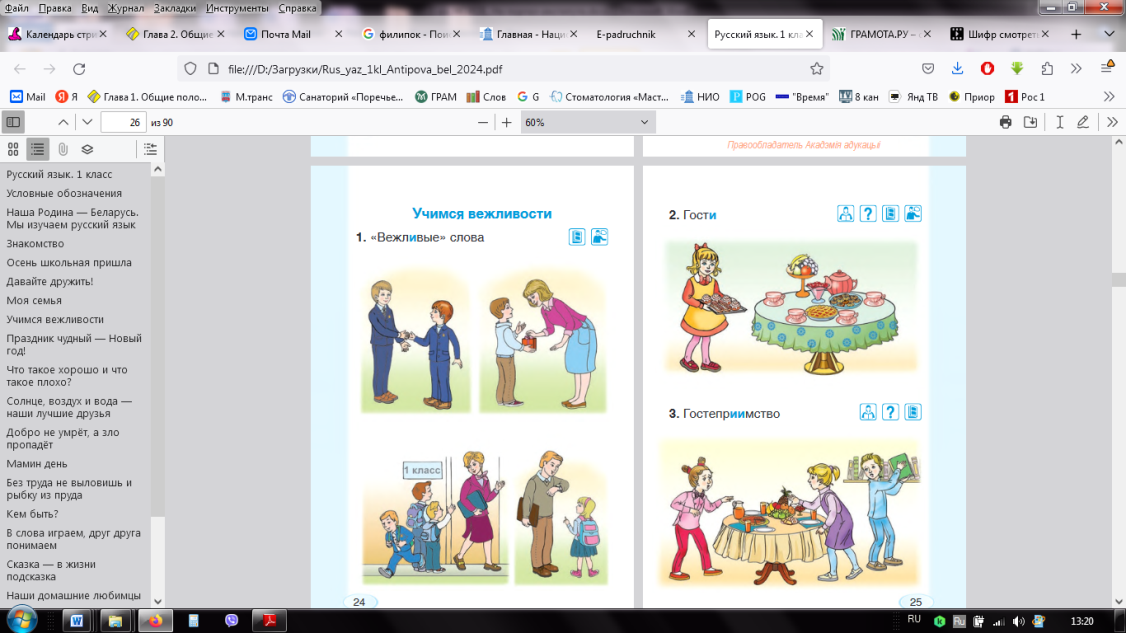 Файл Правка Вид Журнал Закладки Инструменты Справка
Календарь стри
Глава 2. Общие
Почта Mail
филипок - Пои
Главная - Наци
E-padruchnik
Русский язык. 1 кла
ГРАМОТА.РУ – с
Шифр смотреть
file:///D:/Загрузки/Rus_yaz_1kl_Antipova_bel_2024.pdf
Mail
Я
Глава 1. Общие поло...
М.транс
Санаторий «Поречье...
ГРАМ
Слов
G
Стоматология «Маст...
НИО
POG
"Время"
8 кан
Янд ТВ
Приор
Рос 1
26 из 90
60%
Русский язык. 1 класс
Условные обозначения
Наша Родина — Беларусь.
Мы изучаем русский язык
Знакомство
Осень школьная пришла
Давайте дружить!
Моя семья
Учимся вежливости
Праздник чудный — Новый
год!
Что такое хорошо и что
такое плохо?
Солнце, воздух и вода —
наши лучшие друзья
Добро не умрёт, а зло
пропадёт
Мамин день
Без труда не выловишь и
рыбку из пруда
Кем быть?
В слова играем, друг друга
понимаем
Сказка — в жизни
подсказка
Наши домашние любимцы
Учимся вежливости
1. «Вежливые» слова
1 класс
24
Правообладатель Акадэмія адукацыі
2. Гости
3. Гостеприимство
25
RU
Ru
13:20